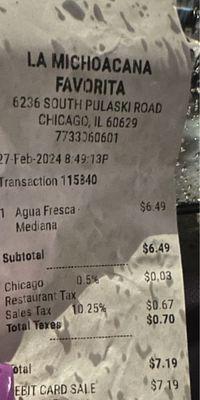 LA MICHOACANA
FAVORITA
6236 SOUTH PULASKI ROAD
CHICAGO, IL 60629
7733060601
27-Feb-2024 8:49:13P
Transaction 115840
1 Agua Fresca - $6.49
Mediana
Subtotal $6.49
Chicago 0.5% $0.03
Restaurant Tax
Sales Tax 10.25% $0.67
Total Taxes $0.70
otal $7.19
EBIT CARD SALE $7.19